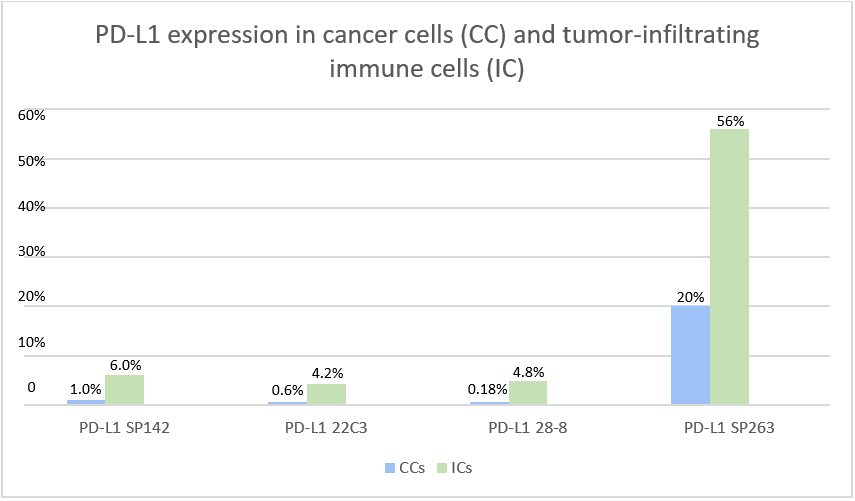 PD-L1 expression in cancer cells (CC) and tumor-infiltrating
immune cells (IC)
60%
50%
40%
30%
20%
10%
0
1.0%
6.0%
0.6%
4.2%
0.18%
4.8%
20%
56%
PD-L1 SP142
PD-L1 22C3
PD-L1 28-8
PD-L1 SP263
CCs
ICs